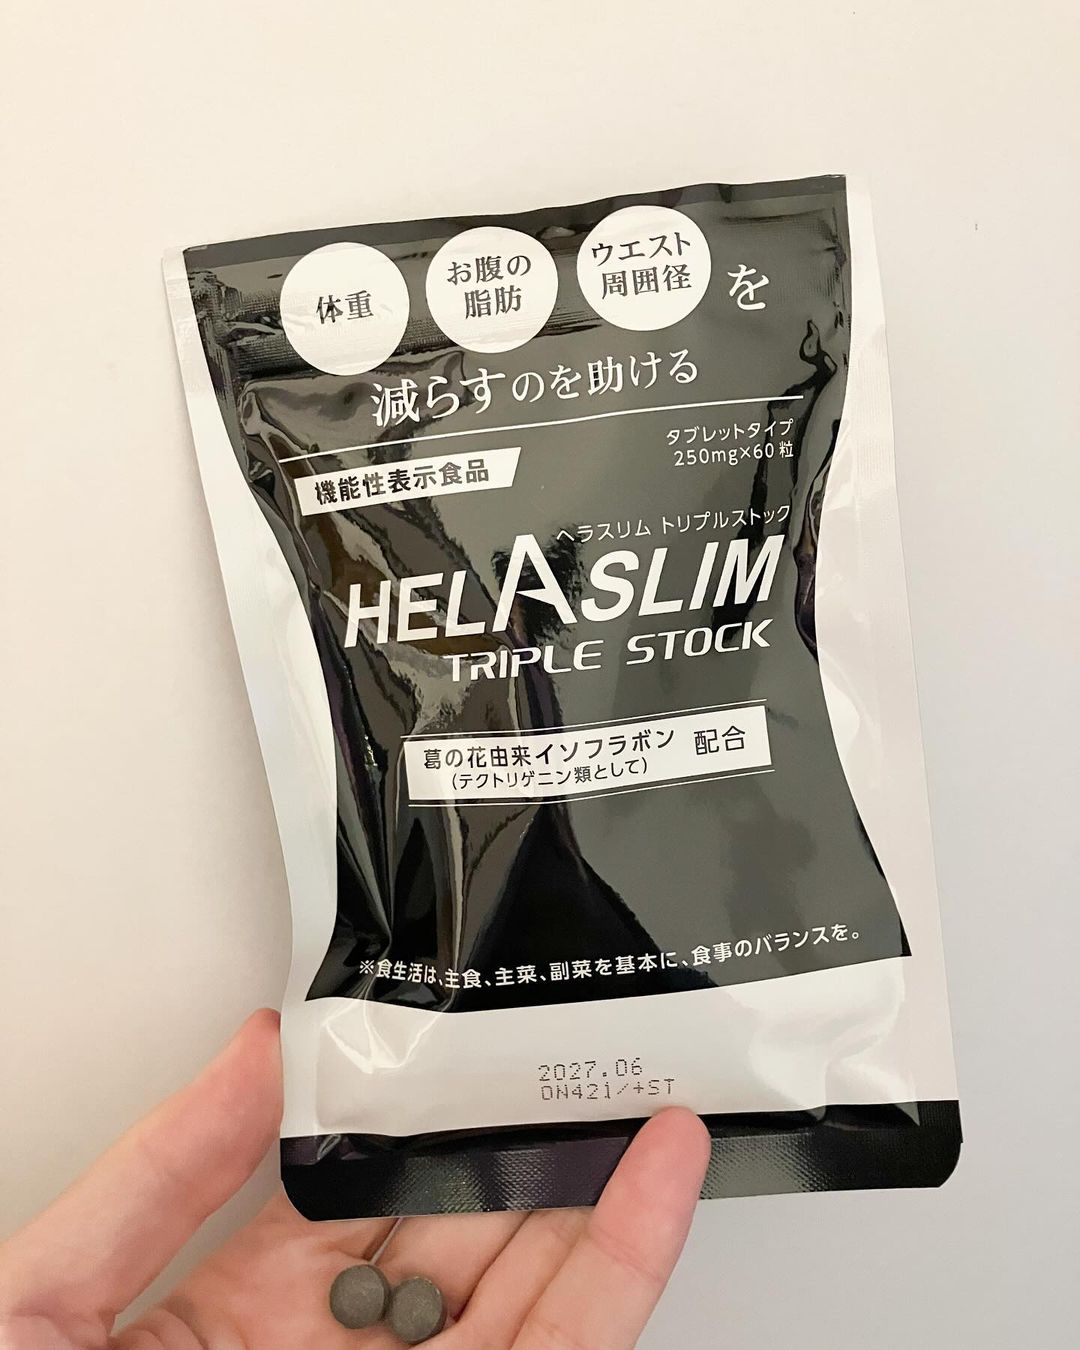 体重
お腹の
脂肪
ウエスト
周囲径
を
減らすのを助ける
タブレットタイプ
250mg×60粒
機能性表示食品
ヘラスリム トリプルストック
HELASLIM
TRIPLE STOCK
葛の花由来イソフラボン 配合
(テクトリゲニン類として)
※食生活は、主食、主菜、副菜を基本に、食事のバランスを。
2027.06
ON421/+ST